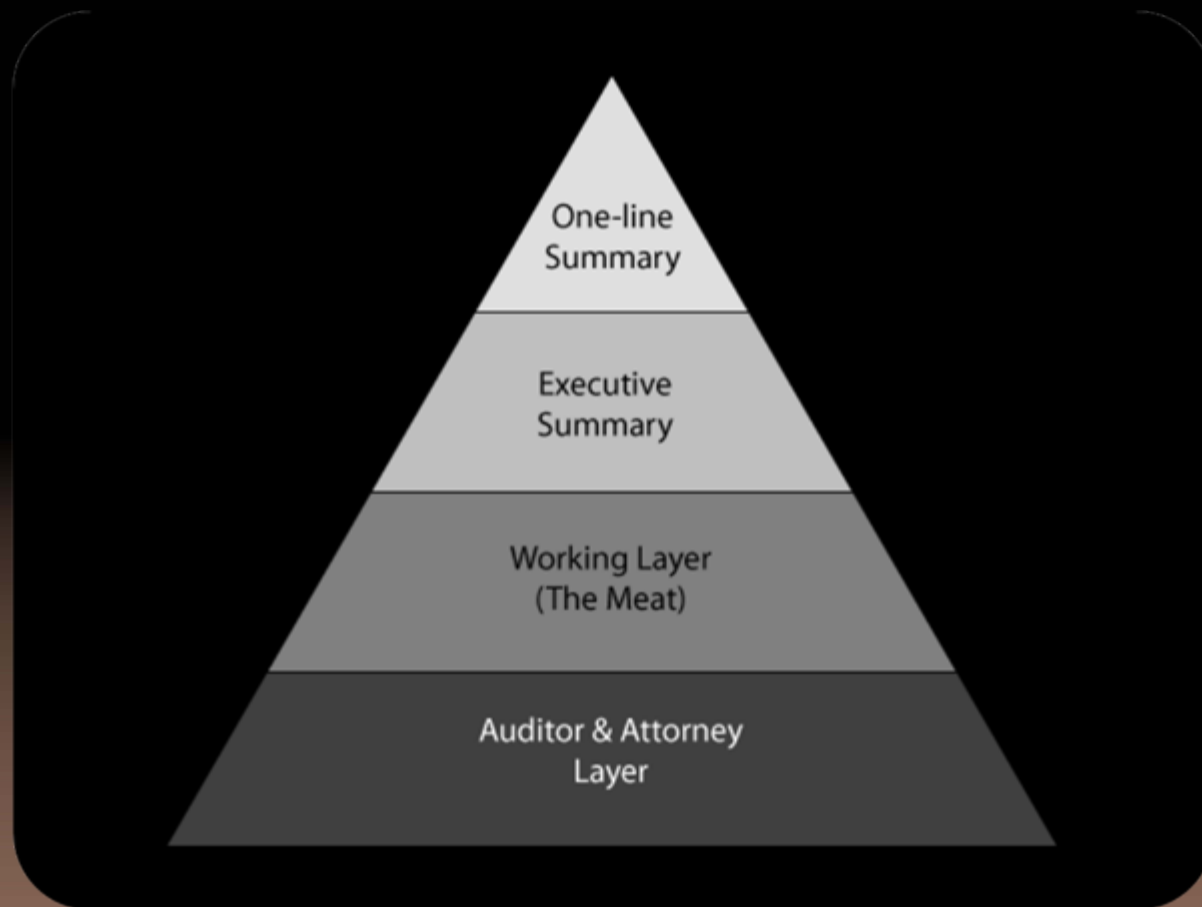 One-line
Summary
Executive
Summary
Working Layer
(The Meat)
Auditor & Attorney
Layer